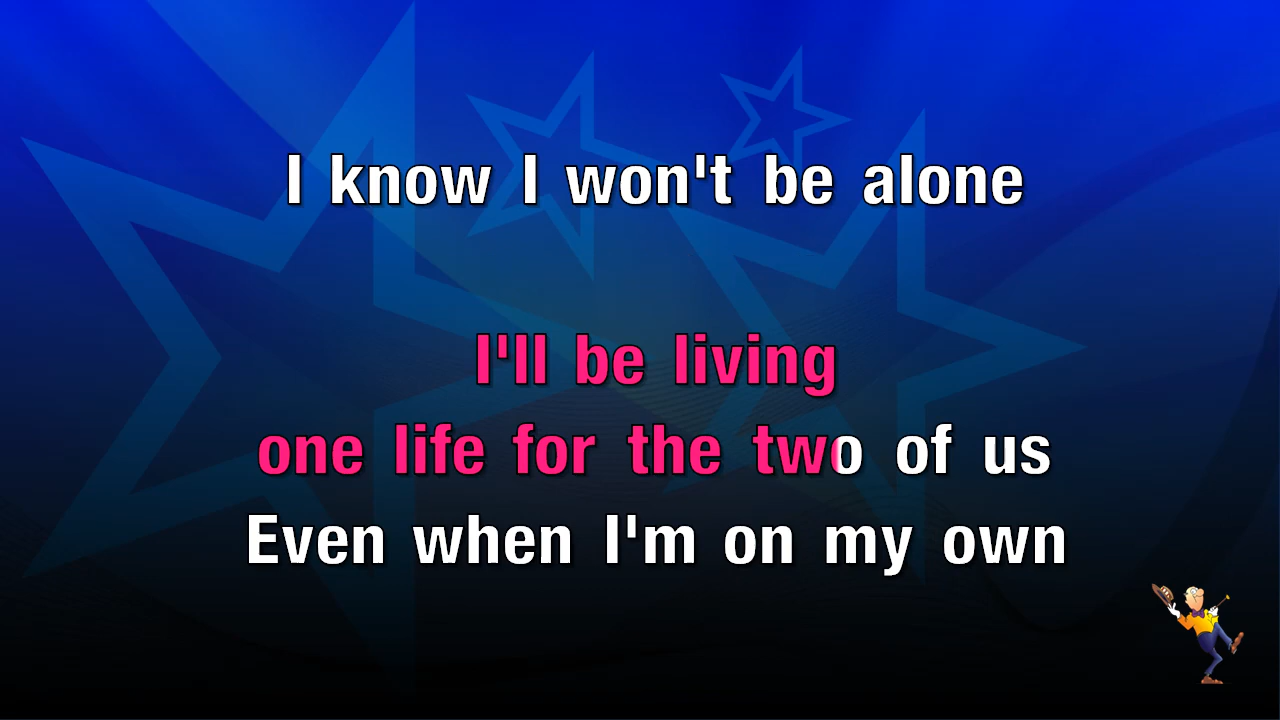 I know I won't be alone
I'll be living
one life for the two of us
Even when I'm on my own